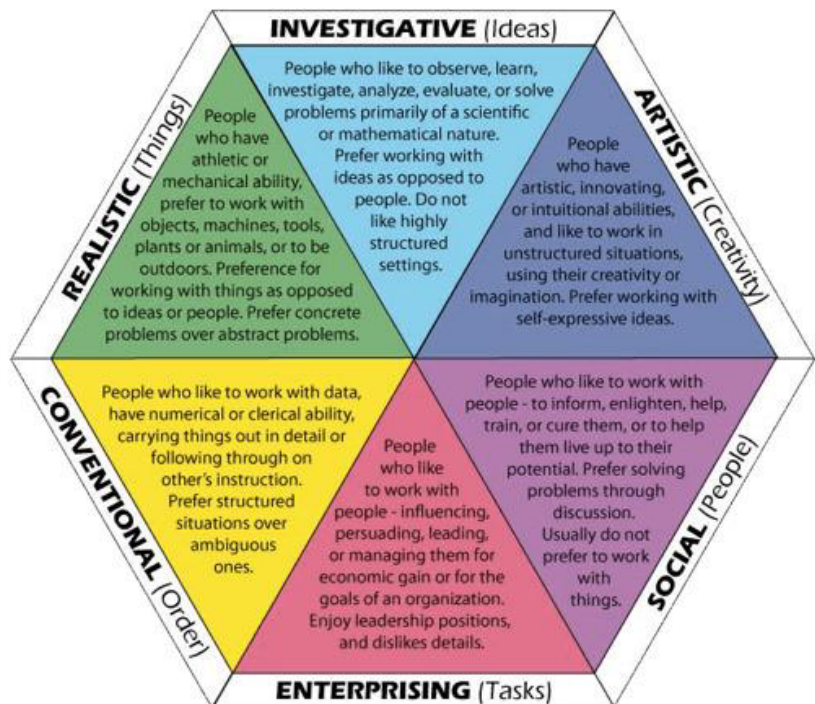 INVESTIGATIVE (Ideas)
People who like to observe, learn,
investigate, analyze, evaluate, or solve
problems primarily of a scientific
or mathematical nature.
Prefer working with
ideas as opposed to
people. Do not
like highly
structured
settings.
ARTISTIC (Creativity)
People
who have
artistic, innovating,
or intuitional abilities,
and like to work in
unstructured situations,
using their creativity or
imagination. Prefer working with
self-expressive ideas.
SOCIAL (People)
People who like to work with
people - to inform, enlighten, help,
train, or cure them, or to help
them live up to their
potential. Prefer solving
problems through
discussion.
Usually do not
prefer to work
with
things.
ENTERPRISING (Tasks)
People
who like
to work with
people - influencing,
persuading, leading,
or managing them for
economic gain or for the
goals of an organization.
Enjoy leadership positions,
and dislikes details.
CONVENTIONAL (Order)
People who like to work with data,
have numerical or clerical ability,
carrying things out in detail or
following through on
other's instruction.
Prefer structured
situations over
ambiguous
ones.
REALISTIC (Things)
People
who have
athletic or
mechanical ability,
prefer to work with
objects, machines, tools,
plants or animals, or to be
outdoors. Preference for
working with things as opposed
to ideas or people. Prefer concrete
problems over abstract problems.